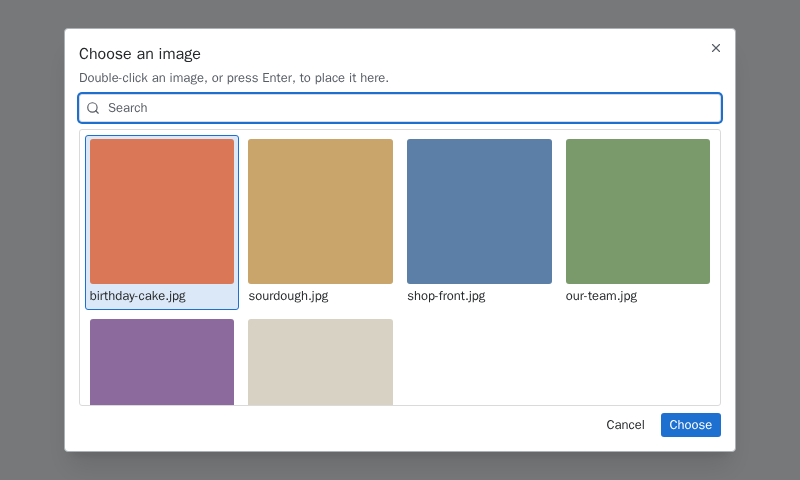 Choose an image
Double-click an image, or press Enter, to place it here.
Search
birthday-cake.jpg
sourdough.jpg
shop-front.jpg
our-team.jpg
Cancel
Choose